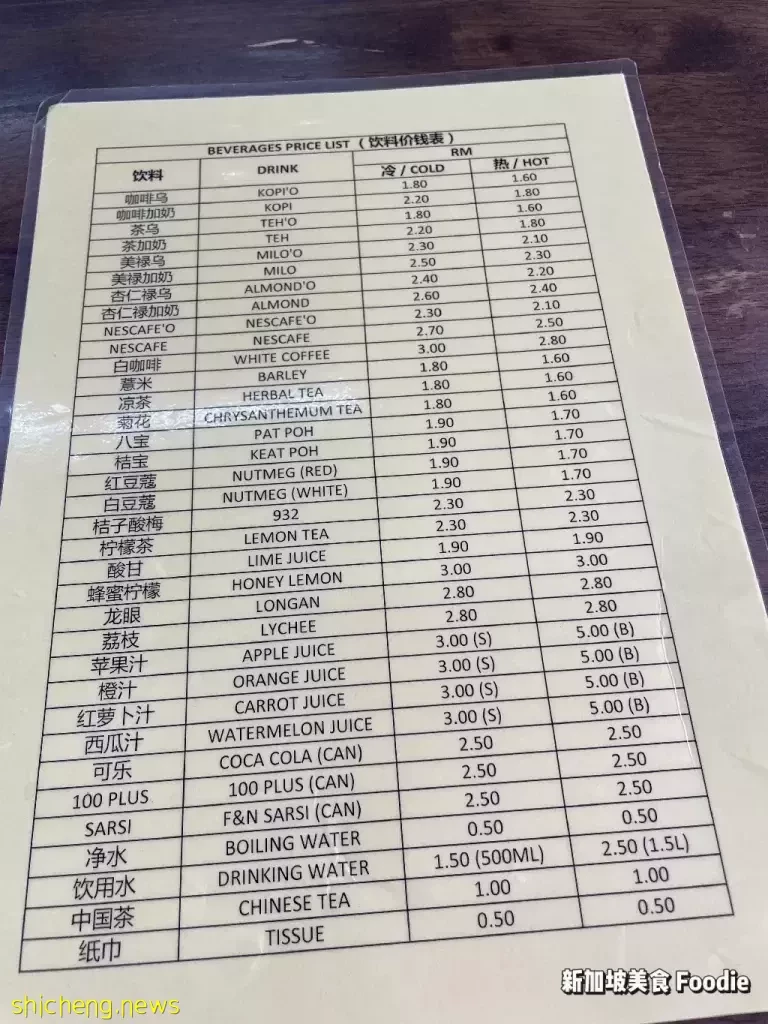 BEVERAGES PRICE LIST （饮料价钱表）
饮料 DRINK RM
冷 / COLD 热 / HOT
咖啡乌 KOPI'O 1.80 1.60
咖啡加奶 KOPI 2.20 1.80
茶乌 TEH'O 1.80 1.60
茶加奶 TEH 2.20 1.80
美禄乌 MILO'O 2.30 2.10
美禄加奶 MILO 2.50 2.30
杏仁禄乌 ALMOND'O 2.40 2.20
杏仁禄加奶 ALMOND 2.60 2.40
NESCAFE'O NESCAFE'O 2.30 2.10
NESCAFE NESCAFE 2.70 2.50
白咖啡 WHITE COFFEE 3.00 2.80
薏米 BARLEY 1.80 1.60
凉茶 HERBAL TEA 1.80 1.60
菊花 CHRYSANTHEMUM TEA 1.80 1.60
八宝 PAT POH 1.90 1.70
桔宝 KEAT POH 1.90 1.70
红豆蔻 NUTMEG (RED) 1.90 1.70
白豆蔻 NUTMEG (WHITE) 1.90 1.70
桔子酸梅 932 2.30 2.30
柠檬茶 LEMON TEA 2.30 2.30
酸甘 LIME JUICE 1.90 1.90
蜂蜜柠檬 HONEY LEMON 3.00 3.00
龙眼 LONGAN 2.80 2.80
荔枝 LYCHEE 2.80 2.80
苹果汁 APPLE JUICE 3.00 (S) 5.00 (B)
橙汁 ORANGE JUICE 3.00 (S) 5.00 (B)
红萝卜汁 CARROT JUICE 3.00 (S) 5.00 (B)
西瓜汁 WATERMELON JUICE 3.00 (S) 5.00 (B)
可乐 COCA COLA (CAN) 2.50 2.50
100 PLUS 100 PLUS (CAN) 2.50 2.50
SARSI F&N SARSI (CAN) 2.50 2.50
净水 BOILING WATER 0.50 0.50
饮用水 DRINKING WATER 1.50 (500ML) 2.50 (1.5L)
中国茶 CHINESE TEA 1.00 1.00
纸巾 TISSUE 0.50 0.50
新加坡美食 Foodie
shicheng.news